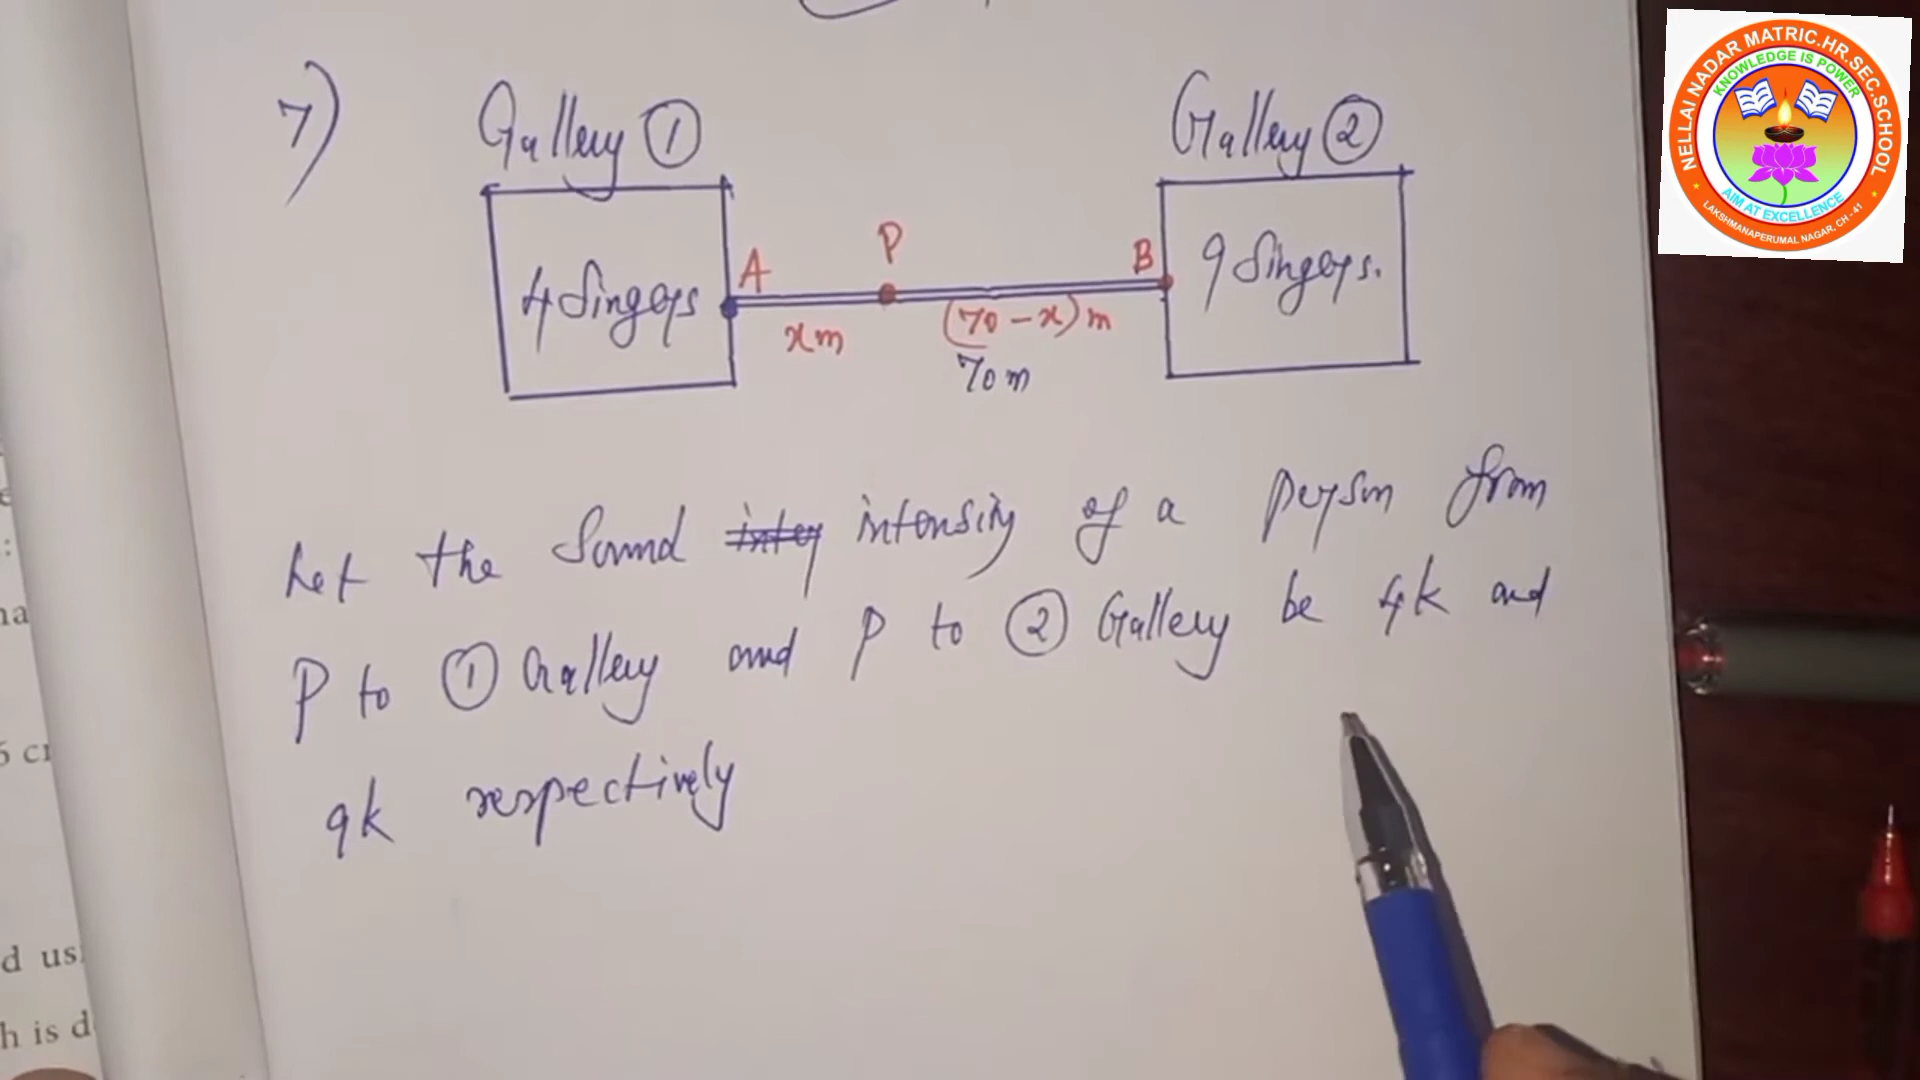 7)
Gallery ①
Gallery ②
4 Singers
9 Singers.
A
P
B
x m
(70 - x) m
70 m
Let the Sound intensity of a person from
P to ① Gallery and P to ② Gallery be 4k and
9k respectively
NELLAI NADAR MATRIC.HR.SEC.SCHOOL
KNOWLEDGE IS POWER
AIM AT EXCELLENCE
LAKSHMANAPERUMAL NAGAR, CH - 41
d us
h is d